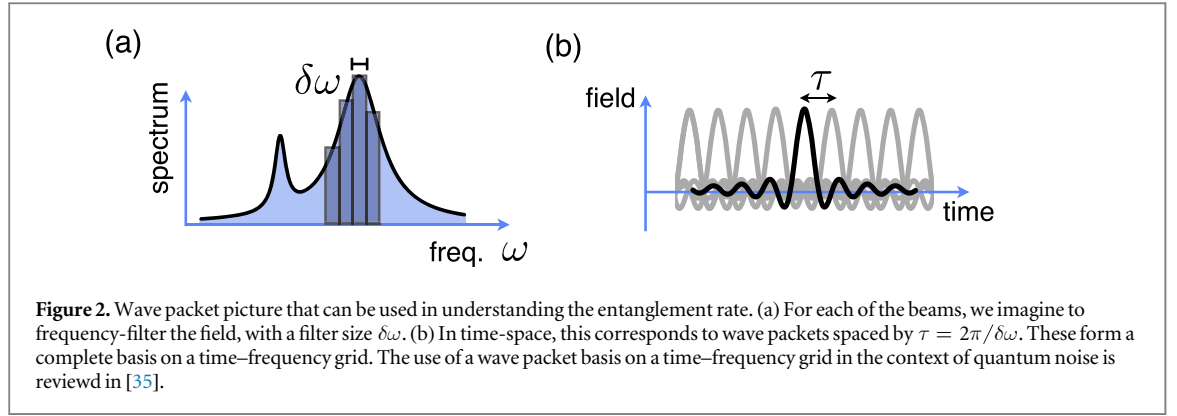 (a)
(b)
δω
τ
field
spectrum
time
freq. ω
Figure 2. Wave packet picture that can be used in understanding the entanglement rate. (a) For each of the beams, we imagine to
frequency-filter the field, with a filter size δω. (b) In time-space, this corresponds to wave packets spaced by τ = 2π/δω. These form a
complete basis on a time–frequency grid. The use of a wave packet basis on a time–frequency grid in the context of quantum noise is
reviewd in [35].